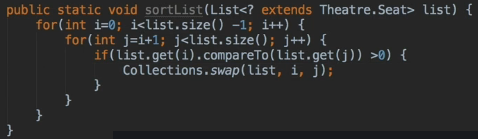 public static void sortList(List<? extends Theatre.Seat> list) {
    for(int i=0; i<list.size() -1; i++) {
        for(int j=i+1; j<list.size(); j++) {
            if(list.get(i).compareTo(list.get(j)) >0) {
                Collections.swap(list, i, j);
            }
        }
    }
}